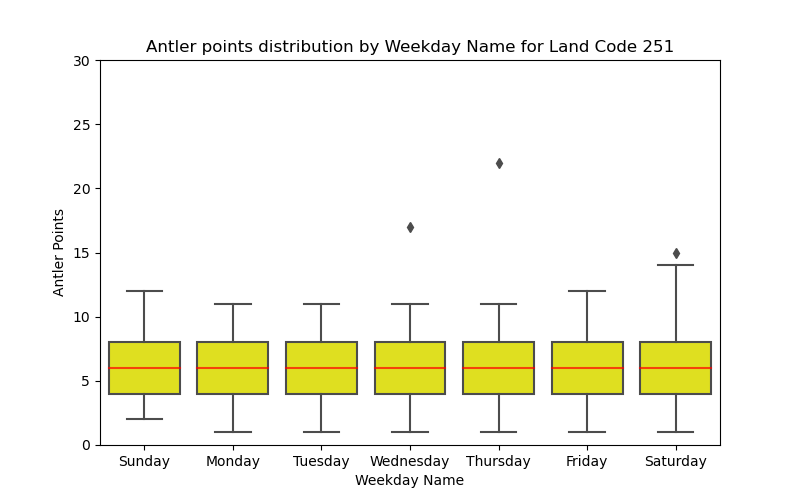 Antler points distribution by Weekday Name for Land Code 251
30
25
20
15
10
5
0
Antler Points
Sunday Monday Tuesday Wednesday Thursday Friday Saturday
Weekday Name